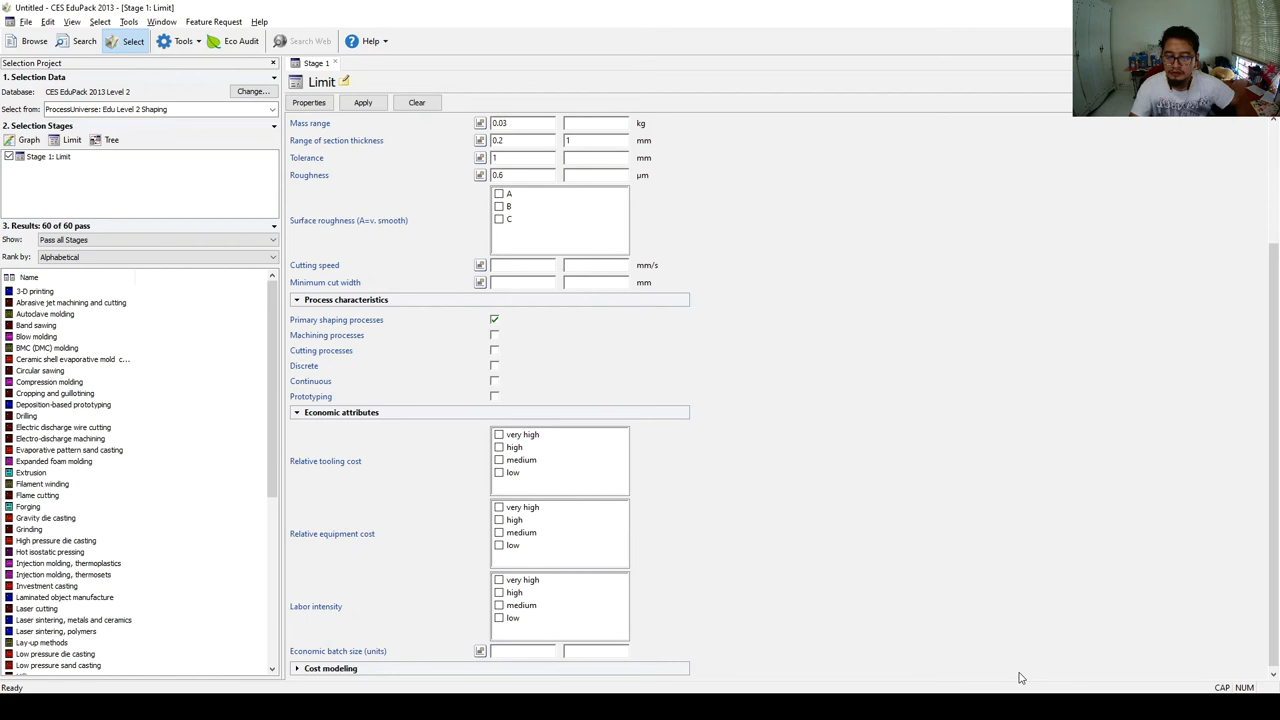 Untitled - CES EduPack 2013 - [Stage 1: Limit]
File Edit View Select Tools Window Feature Request Help
Browse Search Select Tools Eco Audit Search Web Help
Selection Project
1. Selection Data
Database: CES EduPack 2013 Level 2 Change...
Select from: ProcessUniverse: Edu Level 2 Shaping
2. Selection Stages
Graph Limit Tree
Stage 1: Limit
3. Results: 60 of 60 pass
Show: Pass all Stages
Rank by: Alphabetical
Name
3-D printing
Abrasive jet machining and cutting
Autoclave molding
Band sawing
Blow molding
BMC (DMC) molding
Ceramic shell evaporative mold c...
Circular sawing
Compression molding
Cropping and guillotining
Deposition-based prototyping
Drilling
Electric discharge wire cutting
Electro-discharge machining
Evaporative pattern sand casting
Expanded foam molding
Extrusion
Filament winding
Flame cutting
Forging
Gravity die casting
Grinding
High pressure die casting
Hot isostatic pressing
Injection molding, thermoplastics
Injection molding, thermosets
Investment casting
Laminated object manufacture
Laser cutting
Laser sintering, metals and ceramics
Laser sintering, polymers
Lay-up methods
Low pressure die casting
Low pressure sand casting
Ready
Stage 1
Limit
Properties Apply Clear
Mass range 0.03 kg
Range of section thickness 0.2 1 mm
Tolerance 1 mm
Roughness 0.6 µm
Surface roughness (A=v. smooth)
A
B
C
Cutting speed mm/s
Minimum cut width mm
Process characteristics
Primary shaping processes
Machining processes
Cutting processes
Discrete
Continuous
Prototyping
Economic attributes
Relative tooling cost
very high
high
medium
low
Relative equipment cost
very high
high
medium
low
Labor intensity
very high
high
medium
low
Economic batch size (units)
Cost modeling
CAP NUM